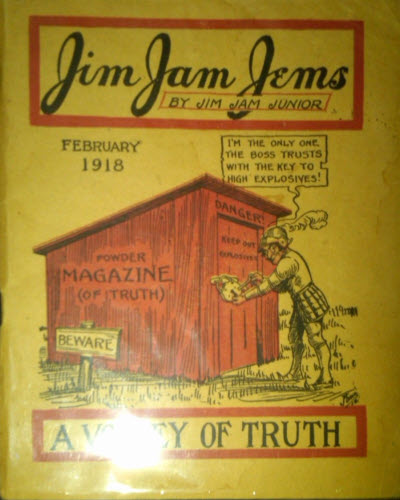 Jim Jam Jems
BY JIM JAM JUNIOR
FEBRUARY
1918
I'M THE ONLY ONE
THE BOSS TRUSTS
WITH THE KEY TO
HIGH EXPLOSIVES!
DANGER!
KEEP OUT
EXPLOSIVES
POWDER
MAGAZINE
(OF TRUTH)
BEWARE
A OF TRUTH